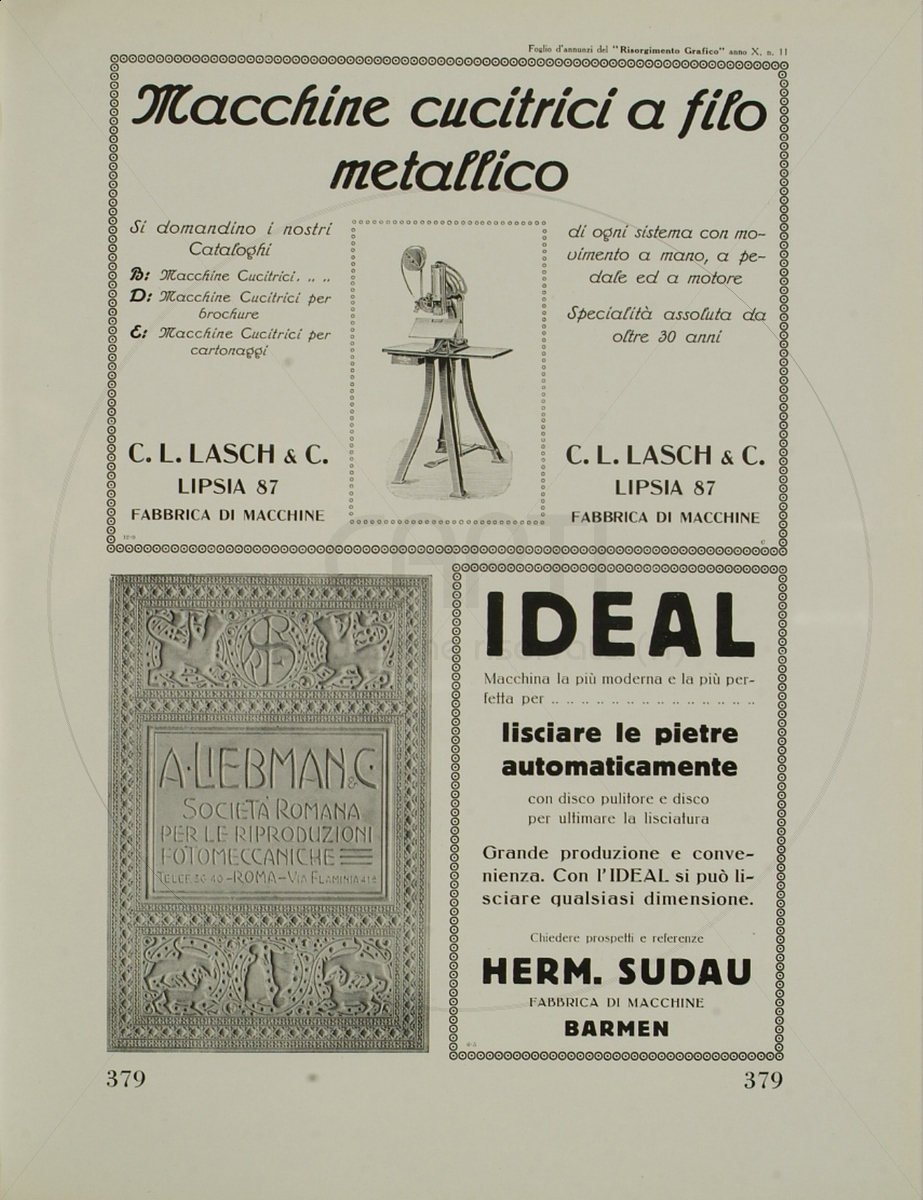 Foglio d'annunzi del "Risorgimento Grafico" anno X, n. 11
Macchine cucitrici a filo
metallico
Si domandino i nostri
Cataloghi
B: Macchine Cucitrici. .. ..
D: Macchine Cucitrici per
brochure
E: Macchine Cucitrici per
cartonaggi
C. L. LASCH & C.
LIPSIA 87
FABBRICA DI MACCHINE
di ogni sistema con mo-
vimento a mano, a pe-
dale ed a motore
Specialità assoluta da
oltre 30 anni
C. L. LASCH & C.
LIPSIA 87
FABBRICA DI MACCHINE
A. LIEBMAN & C.
SOCIETÀ ROMANA
PER LE RIPRODUZIONI
FOTOMECCANICHE
TELEF. 36 40 - ROMA - VIA FLAMINIA
IDEAL
Macchina la più moderna e la più per-
fetta per .. .. .. .. .. .. .. .. .. .. .. .. .. ..
lisciare le pietre
automaticamente
con disco pulitore e disco
per ultimare la lisciatura
Grande produzione e conve-
nienza. Con l'IDEAL si può li-
sciare qualsiasi dimensione.
Chiedere prospetti e referenze
HERM. SUDAU
FABBRICA DI MACCHINE
BARMEN
379
379